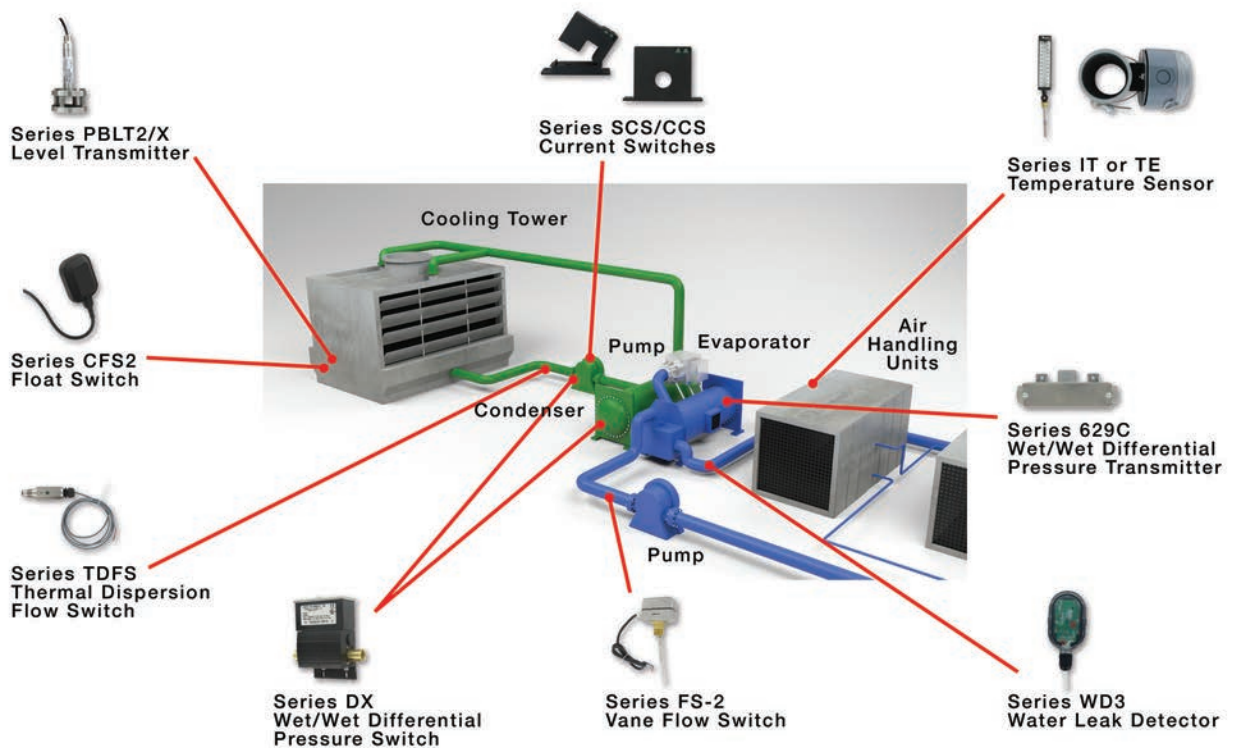 Series PBLT2/X
Level Transmitter
Series SCS/CCS
Current Switches
Series IT or TE
Temperature Sensor
Cooling Tower
Series CFS2
Float Switch
Pump
Evaporator
Air
Handling
Units
Condenser
Series 629C
Wet/Wet Differential
Pressure Transmitter
Series TDFS
Thermal Dispersion
Flow Switch
Pump
Series DX
Wet/Wet Differential
Pressure Switch
Series FS-2
Vane Flow Switch
Series WD3
Water Leak Detector